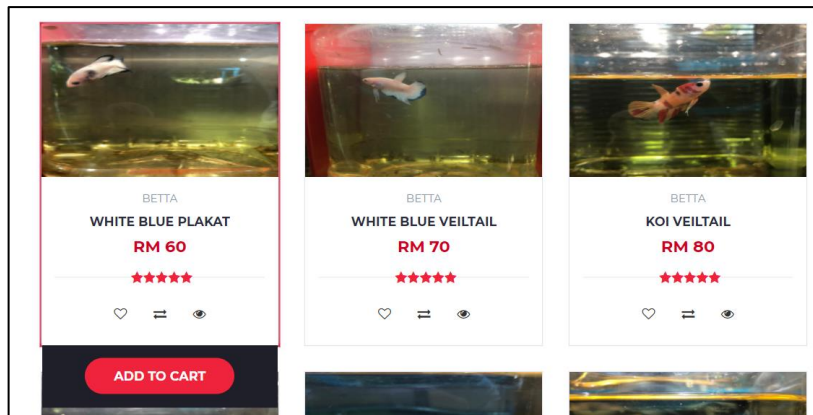 BETTA
WHITE BLUE PLAKAT
RM 60
ADD TO CART
BETTA
WHITE BLUE VEILTAIL
RM 70
BETTA
KOI VEILTAIL
RM 80